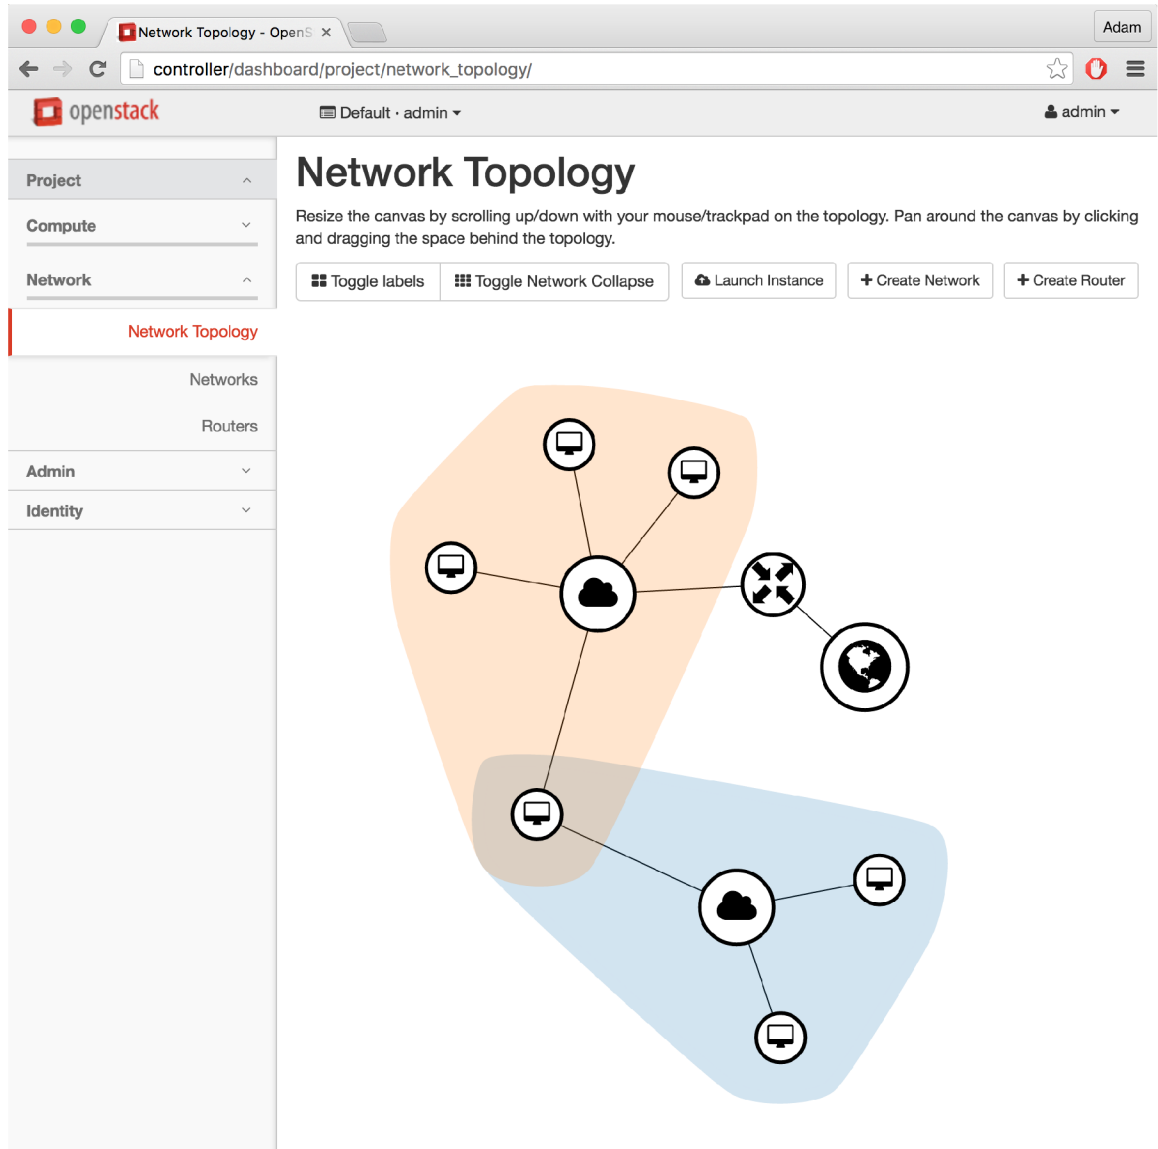 Network Topology - OpenS
Adam
controller/dashboard/project/network_topology/
openstack
Default · admin
admin
Project
Compute
Network
Network Topology
Networks
Routers
Admin
Identity
Network Topology
Resize the canvas by scrolling up/down with your mouse/trackpad on the topology. Pan around the canvas by clicking
and dragging the space behind the topology.
Toggle labels
Toggle Network Collapse
Launch Instance
+ Create Network
+ Create Router